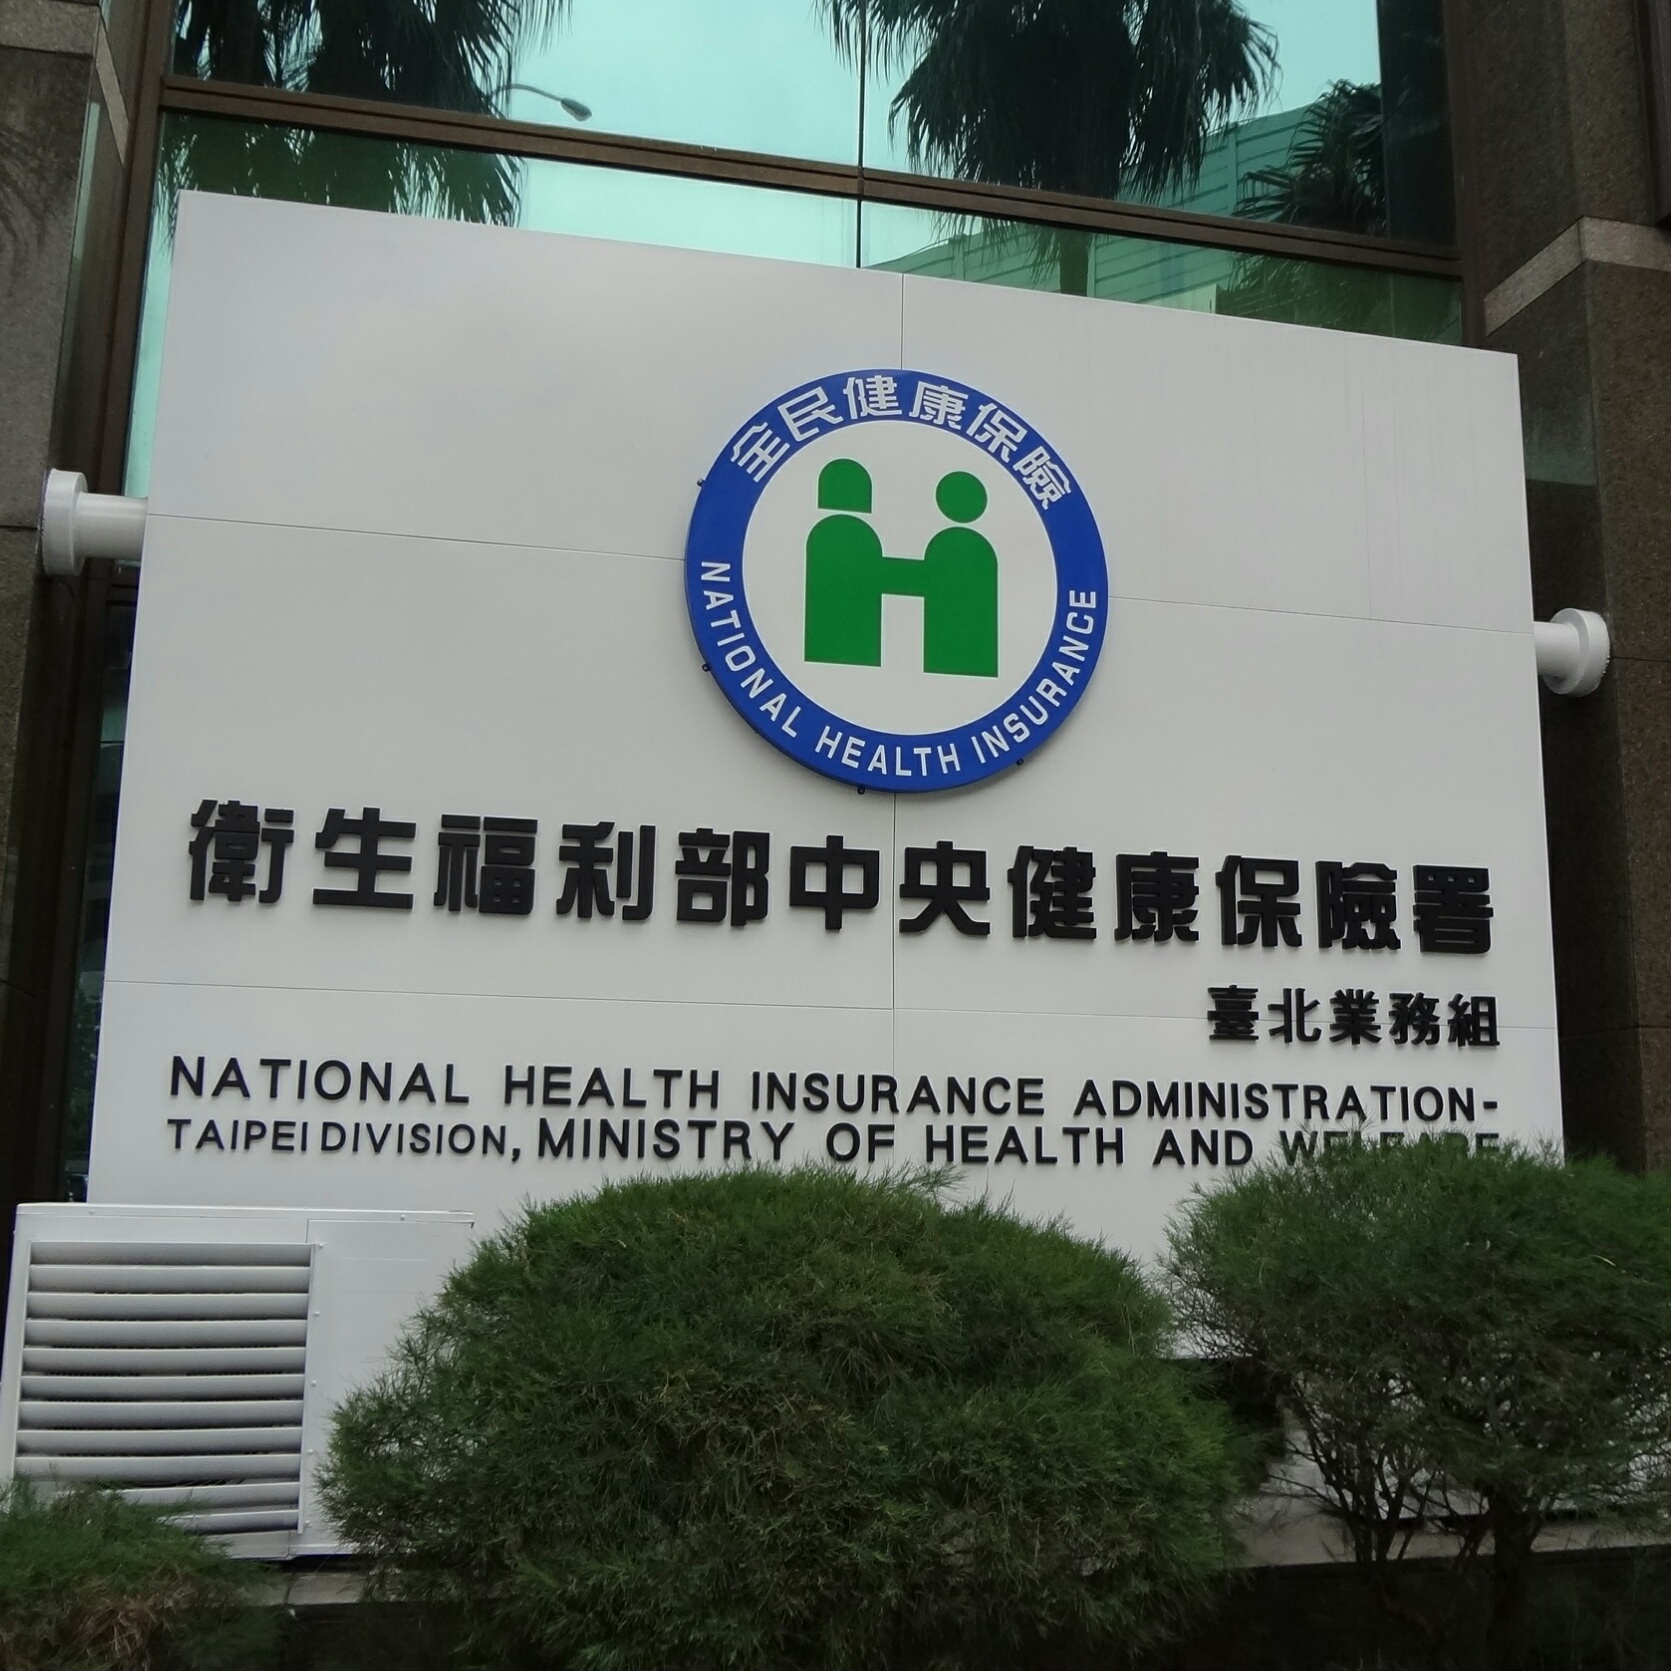 全民健康保險
NATIONAL HEALTH INSURANCE
衛生福利部中央健康保險署
臺北業務組
NATIONAL HEALTH INSURANCE ADMINISTRATION-
TAIPEI DIVISION, MINISTRY OF HEALTH AND WELFARE